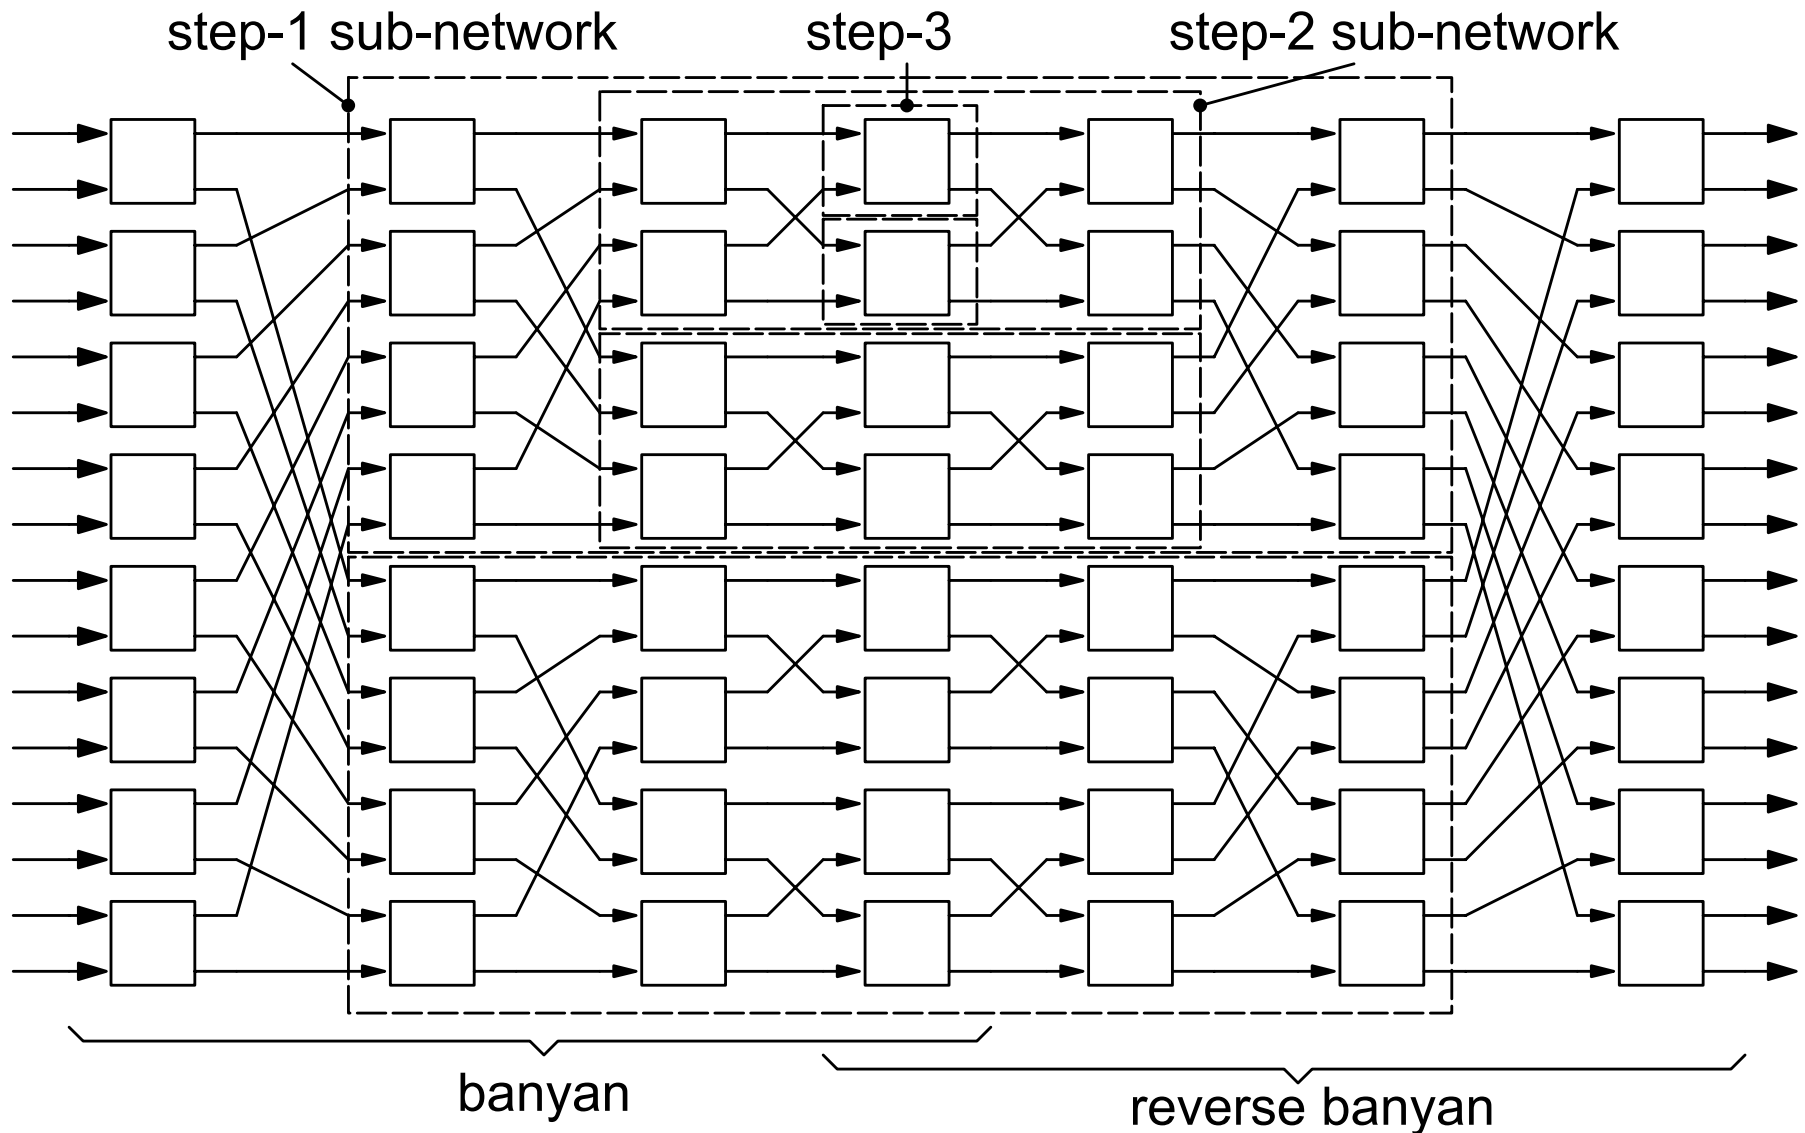 step-1 sub-network
step-3
step-2 sub-network
banyan
reverse banyan